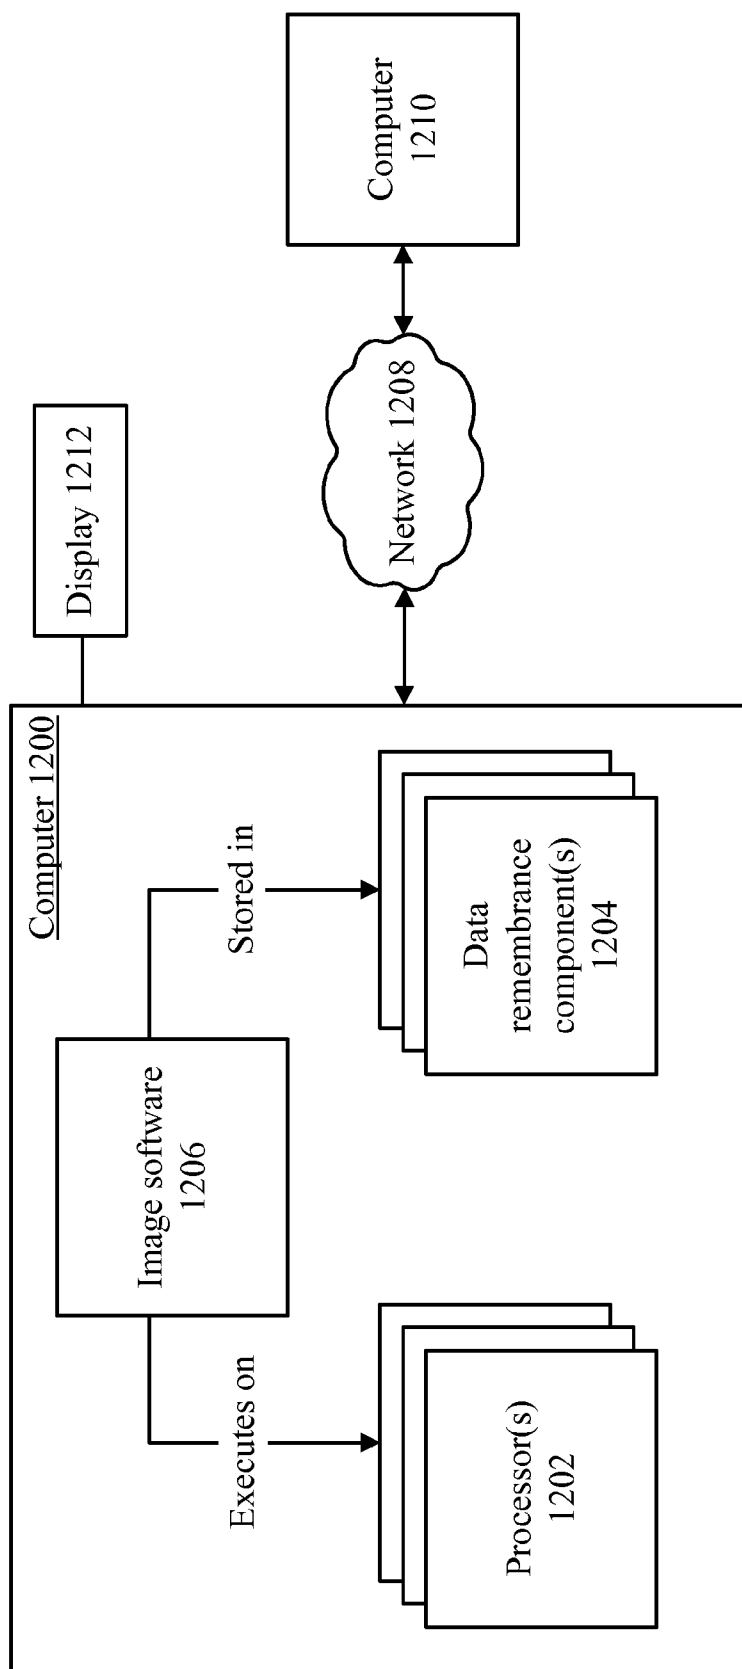 Computer 1200
Image software
1206
Executes on
Stored in
Processor(s)
1202
Data
remembrance
component(s)
1204
Display 1212
Network 1208
Computer
1210